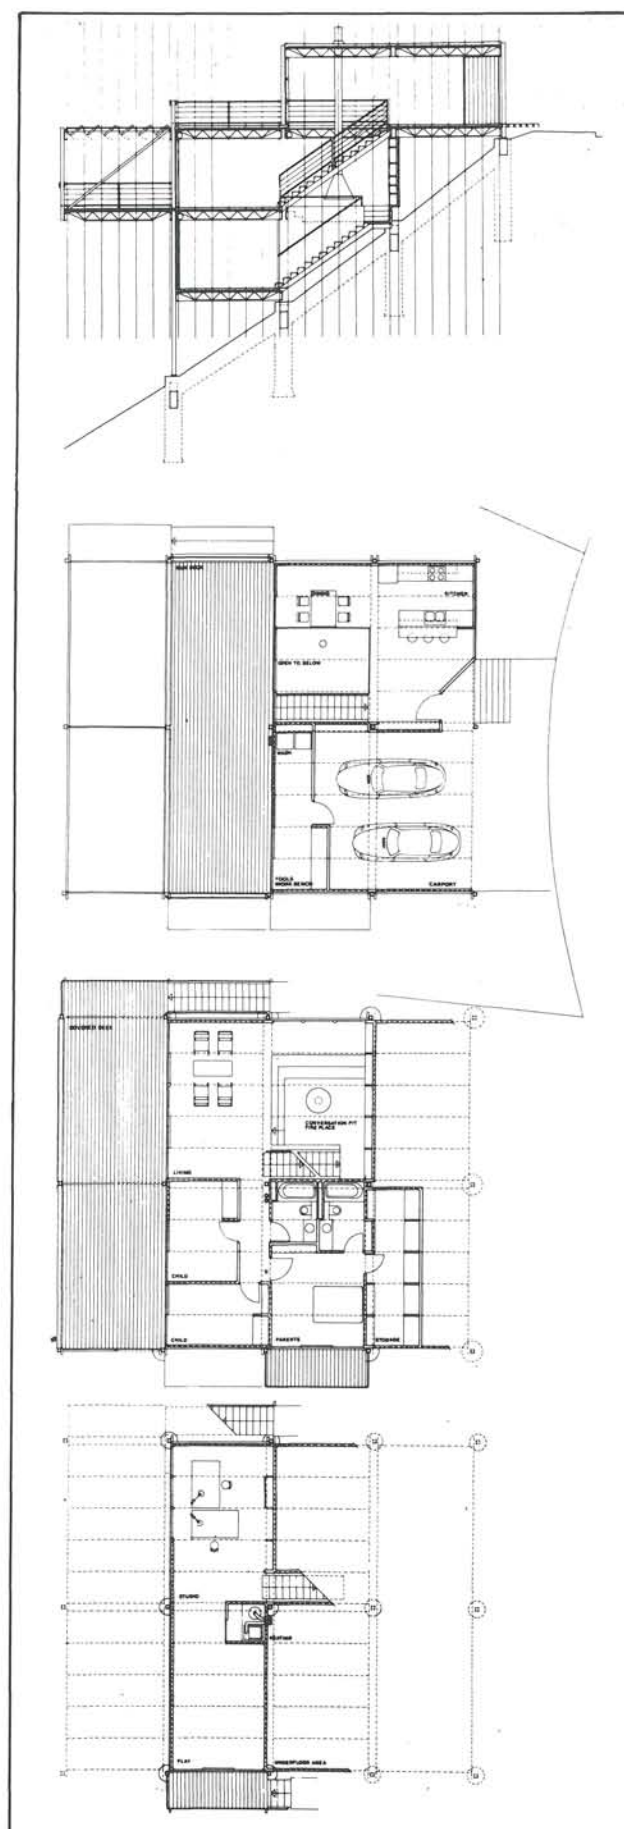 SUN DECK
DINING
KITCHEN
OPEN TO BELOW
WASH
TOOLS
WORK BENCH
CARPORT
COVERED DECK
CONVERSATION PIT
FIRE PLACE
LIVING
CHILD
CHILD
PARENTS
STORAGE
STUDIO
HEATING
PLAY
UNDERFLOOR AREA